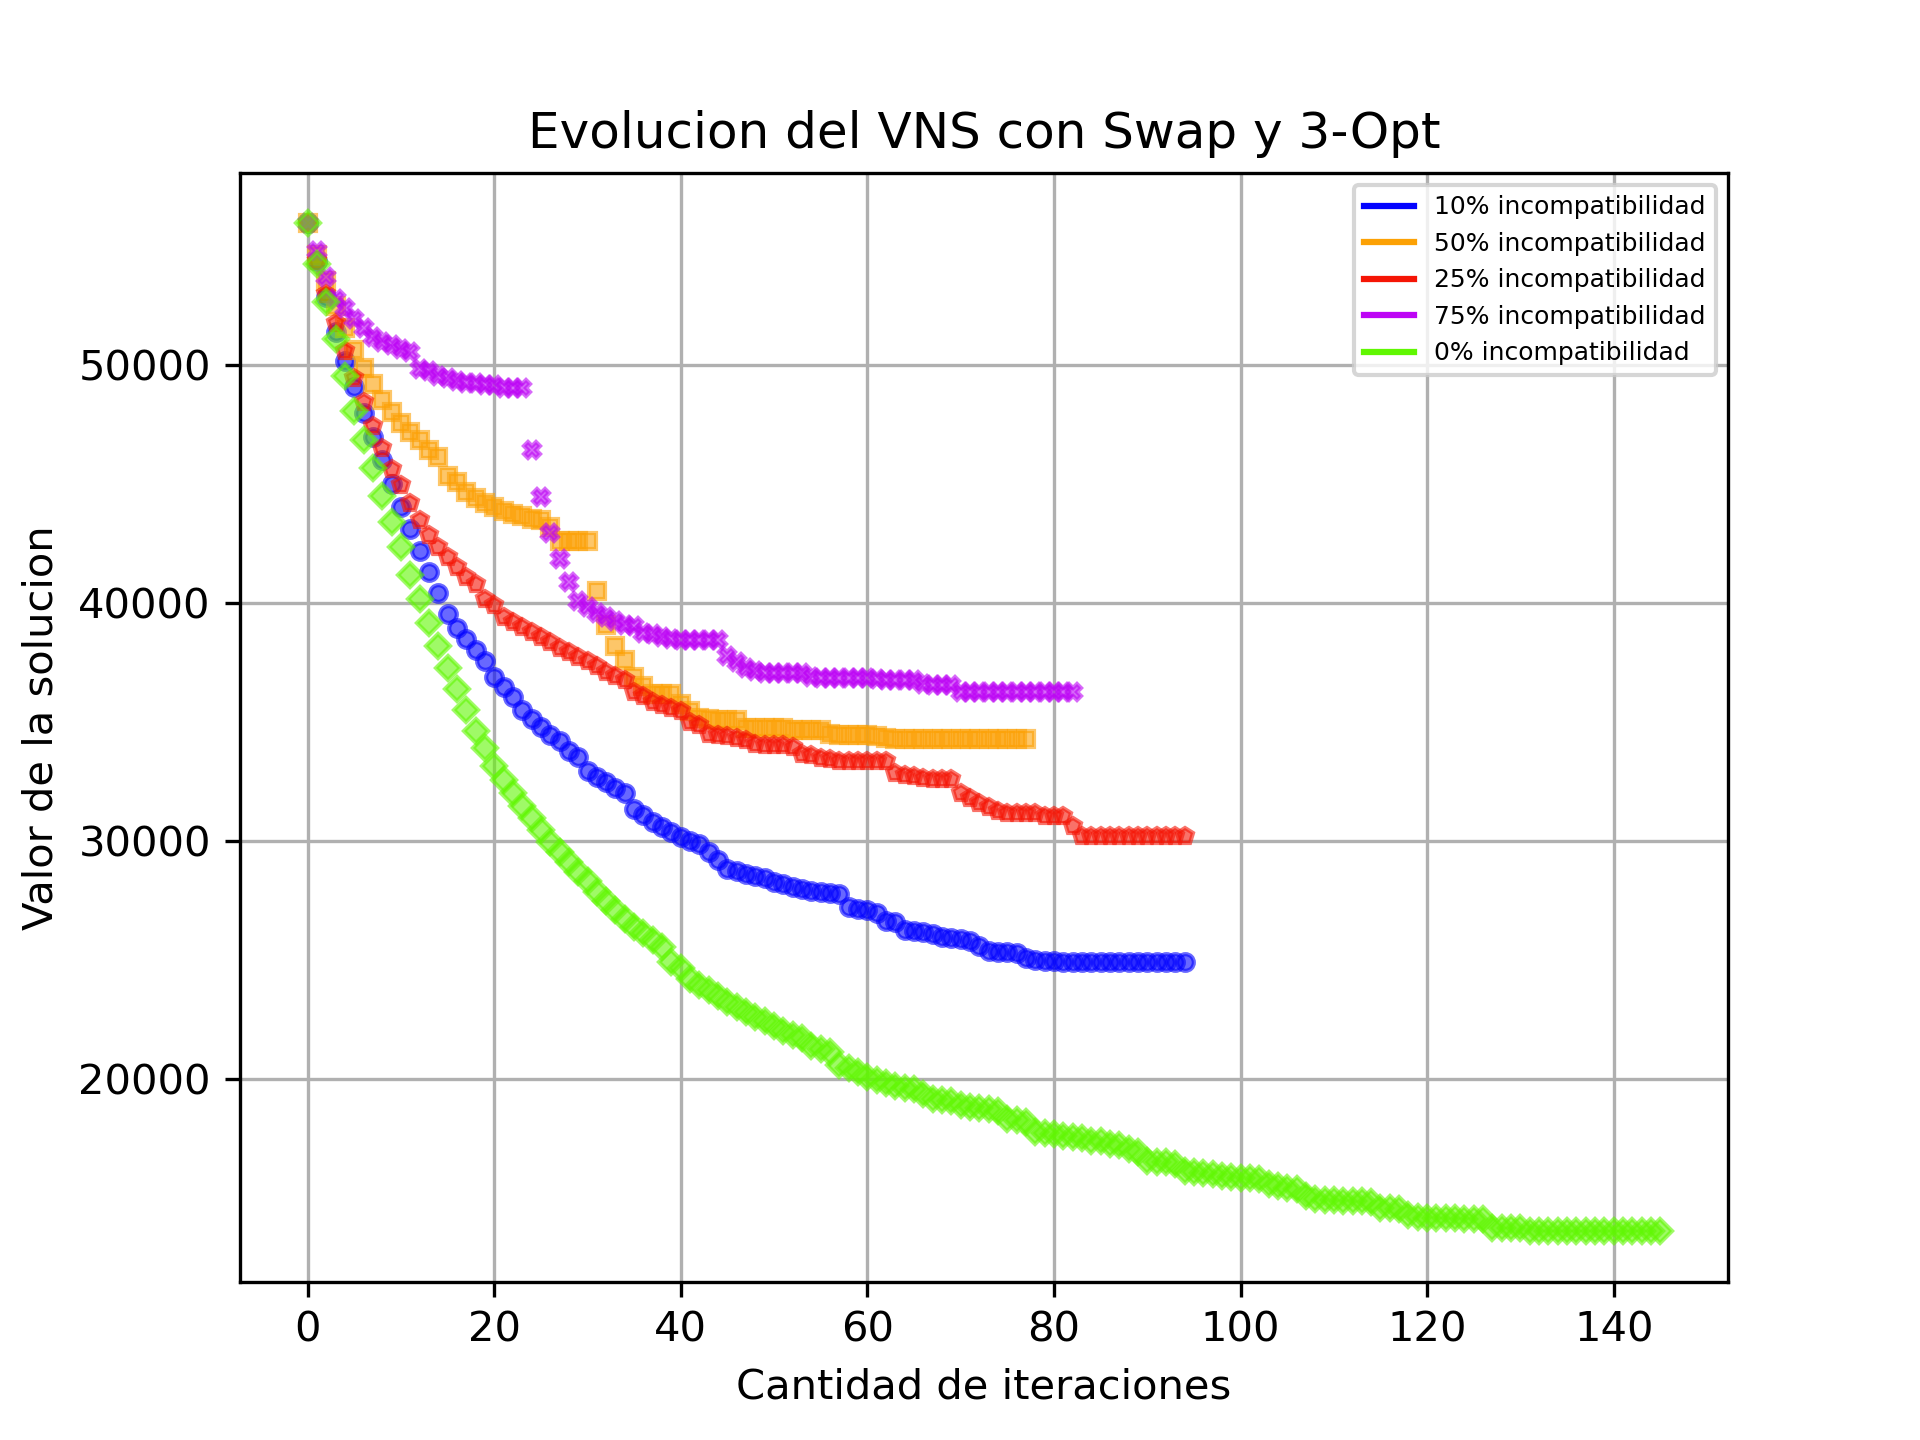 Evolucion del VNS con Swap y 3-Opt
10% incompatibilidad
50% incompatibilidad
25% incompatibilidad
75% incompatibilidad
0% incompatibilidad
Valor de la solucion
50000
40000
30000
20000
0 20 40 60 80 100 120 140
Cantidad de iteraciones